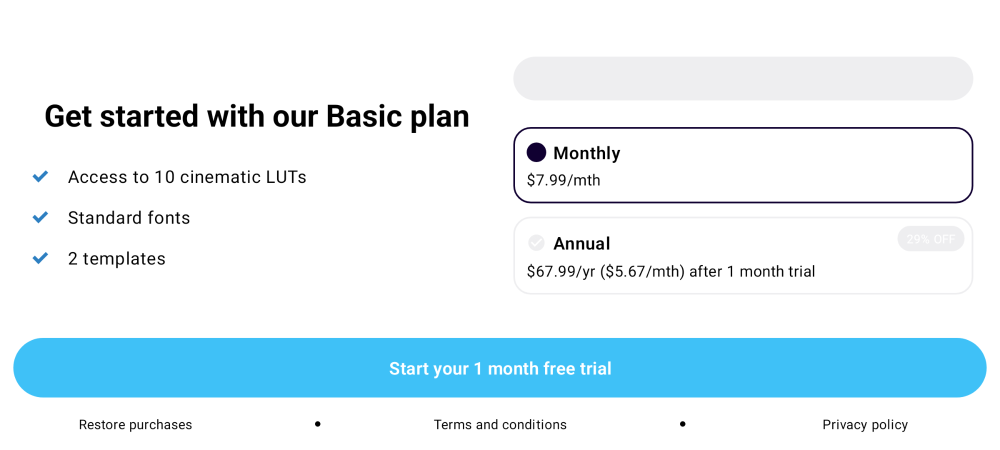 Get started with our Basic plan
Access to 10 cinematic LUTs
Standard fonts
2 templates
Monthly
$7.99/mth
Annual
29% OFF
$67.99/yr ($5.67/mth) after 1 month trial
Start your 1 month free trial
Restore purchases
Terms and conditions
Privacy policy